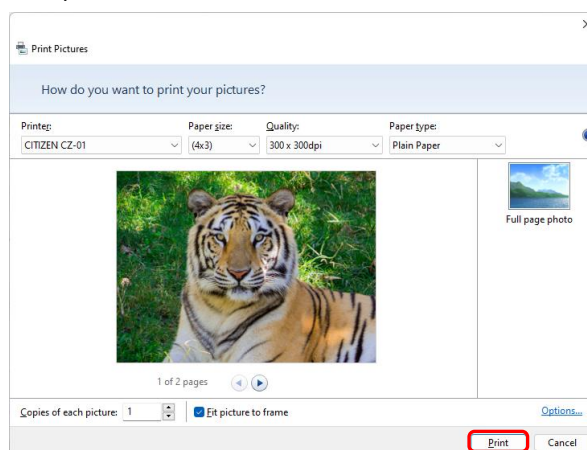 Print Pictures
How do you want to print your pictures?
Printer: Paper size: Quality: Paper type:
CITIZEN CZ-01 (4x3) 300 x 300dpi Plain Paper
Full page photo
1 of 2 pages
Copies of each picture: 1 Fit picture to frame Options...
Print Cancel